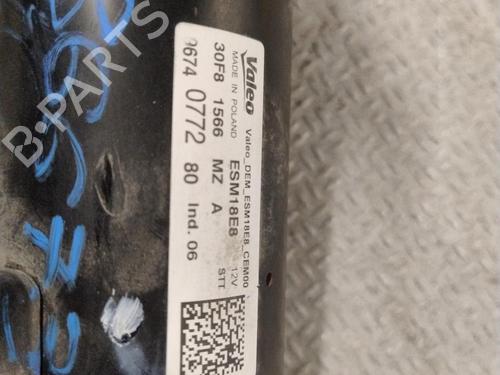 Valeo Valeo_DEM_ESM18E8_CEM00
MADE IN POLAND ESM18E8 12V
30F8 1566 MZ A STT
9674 0772 80 Ind. 06
B-PARTS